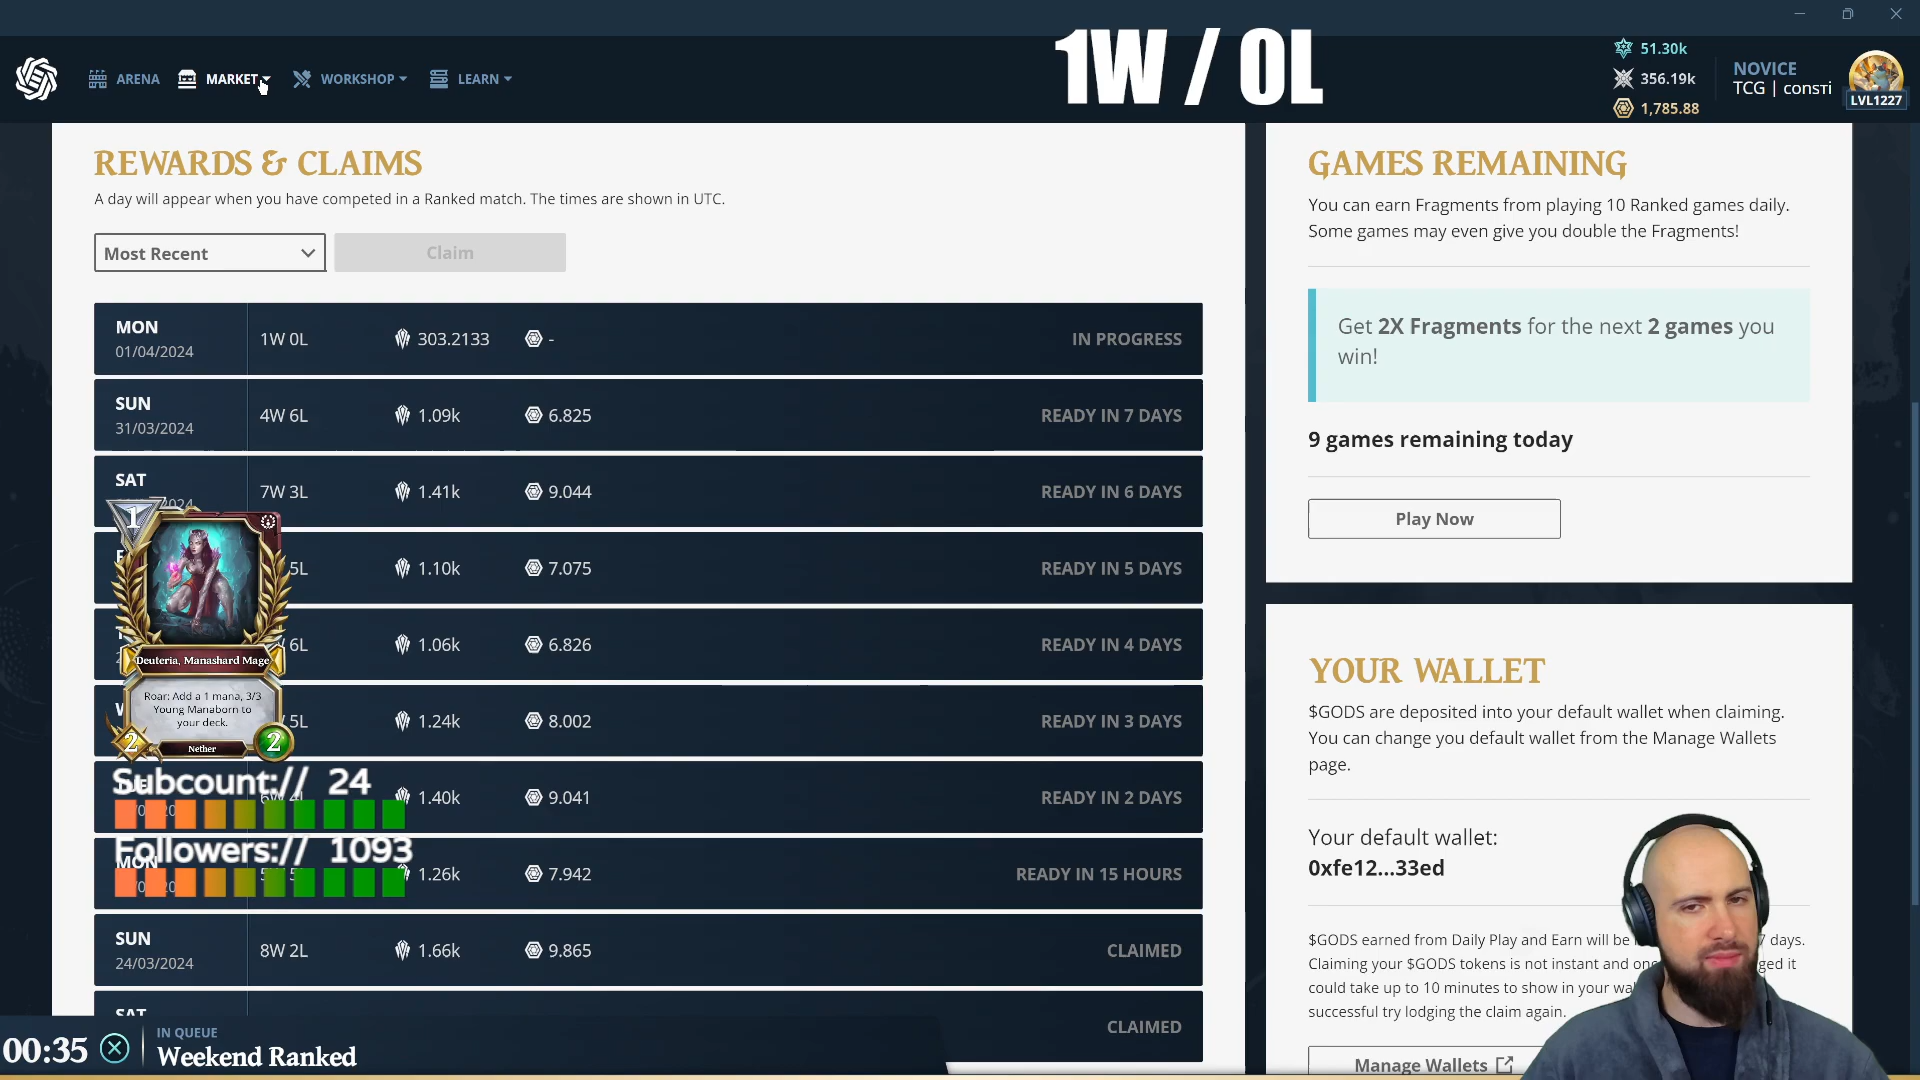 1W / 0L
ARENA
MARKET
WORKSHOP
LEARN
51.30k
356.19k
1,785.88
NOVICE
TCG | consti
LVL1227
REWARDS & CLAIMS
A day will appear when you have competed in a Ranked match. The times are shown in UTC.
Most Recent
Claim
MON
01/04/2024
1W 0L
303.2133
-
IN PROGRESS
SUN
31/03/2024
4W 6L
1.09k
6.825
READY IN 7 DAYS
SAT
7W 3L
1.41k
9.044
READY IN 6 DAYS
5L
1.10k
7.075
READY IN 5 DAYS
6L
1.06k
6.826
READY IN 4 DAYS
5L
1.24k
8.002
READY IN 3 DAYS
1.40k
9.041
READY IN 2 DAYS
MON
1.26k
7.942
READY IN 15 HOURS
SUN
24/03/2024
8W 2L
1.66k
9.865
CLAIMED
SAT
CLAIMED
1
Deuteria, Manashard Mage
Roar: Add a 1 mana, 3/3
Young Manaborn to
your deck.
2
Nether
2
Subcount:// 24
Followers:// 1093
00:35
IN QUEUE
Weekend Ranked
GAMES REMAINING
You can earn Fragments from playing 10 Ranked games daily.
Some games may even give you double the Fragments!
Get 2X Fragments for the next 2 games you
win!
9 games remaining today
Play Now
YOUR WALLET
$GODS are deposited into your default wallet when claiming.
You can change you default wallet from the Manage Wallets
page.
Your default wallet:
0xfe12...33ed
$GODS earned from Daily Play and Earn will be 7 days.
Claiming your $GODS tokens is not instant and it
could take up to 10 minutes to show in your
successful try lodging the claim again.
Manage Wallets